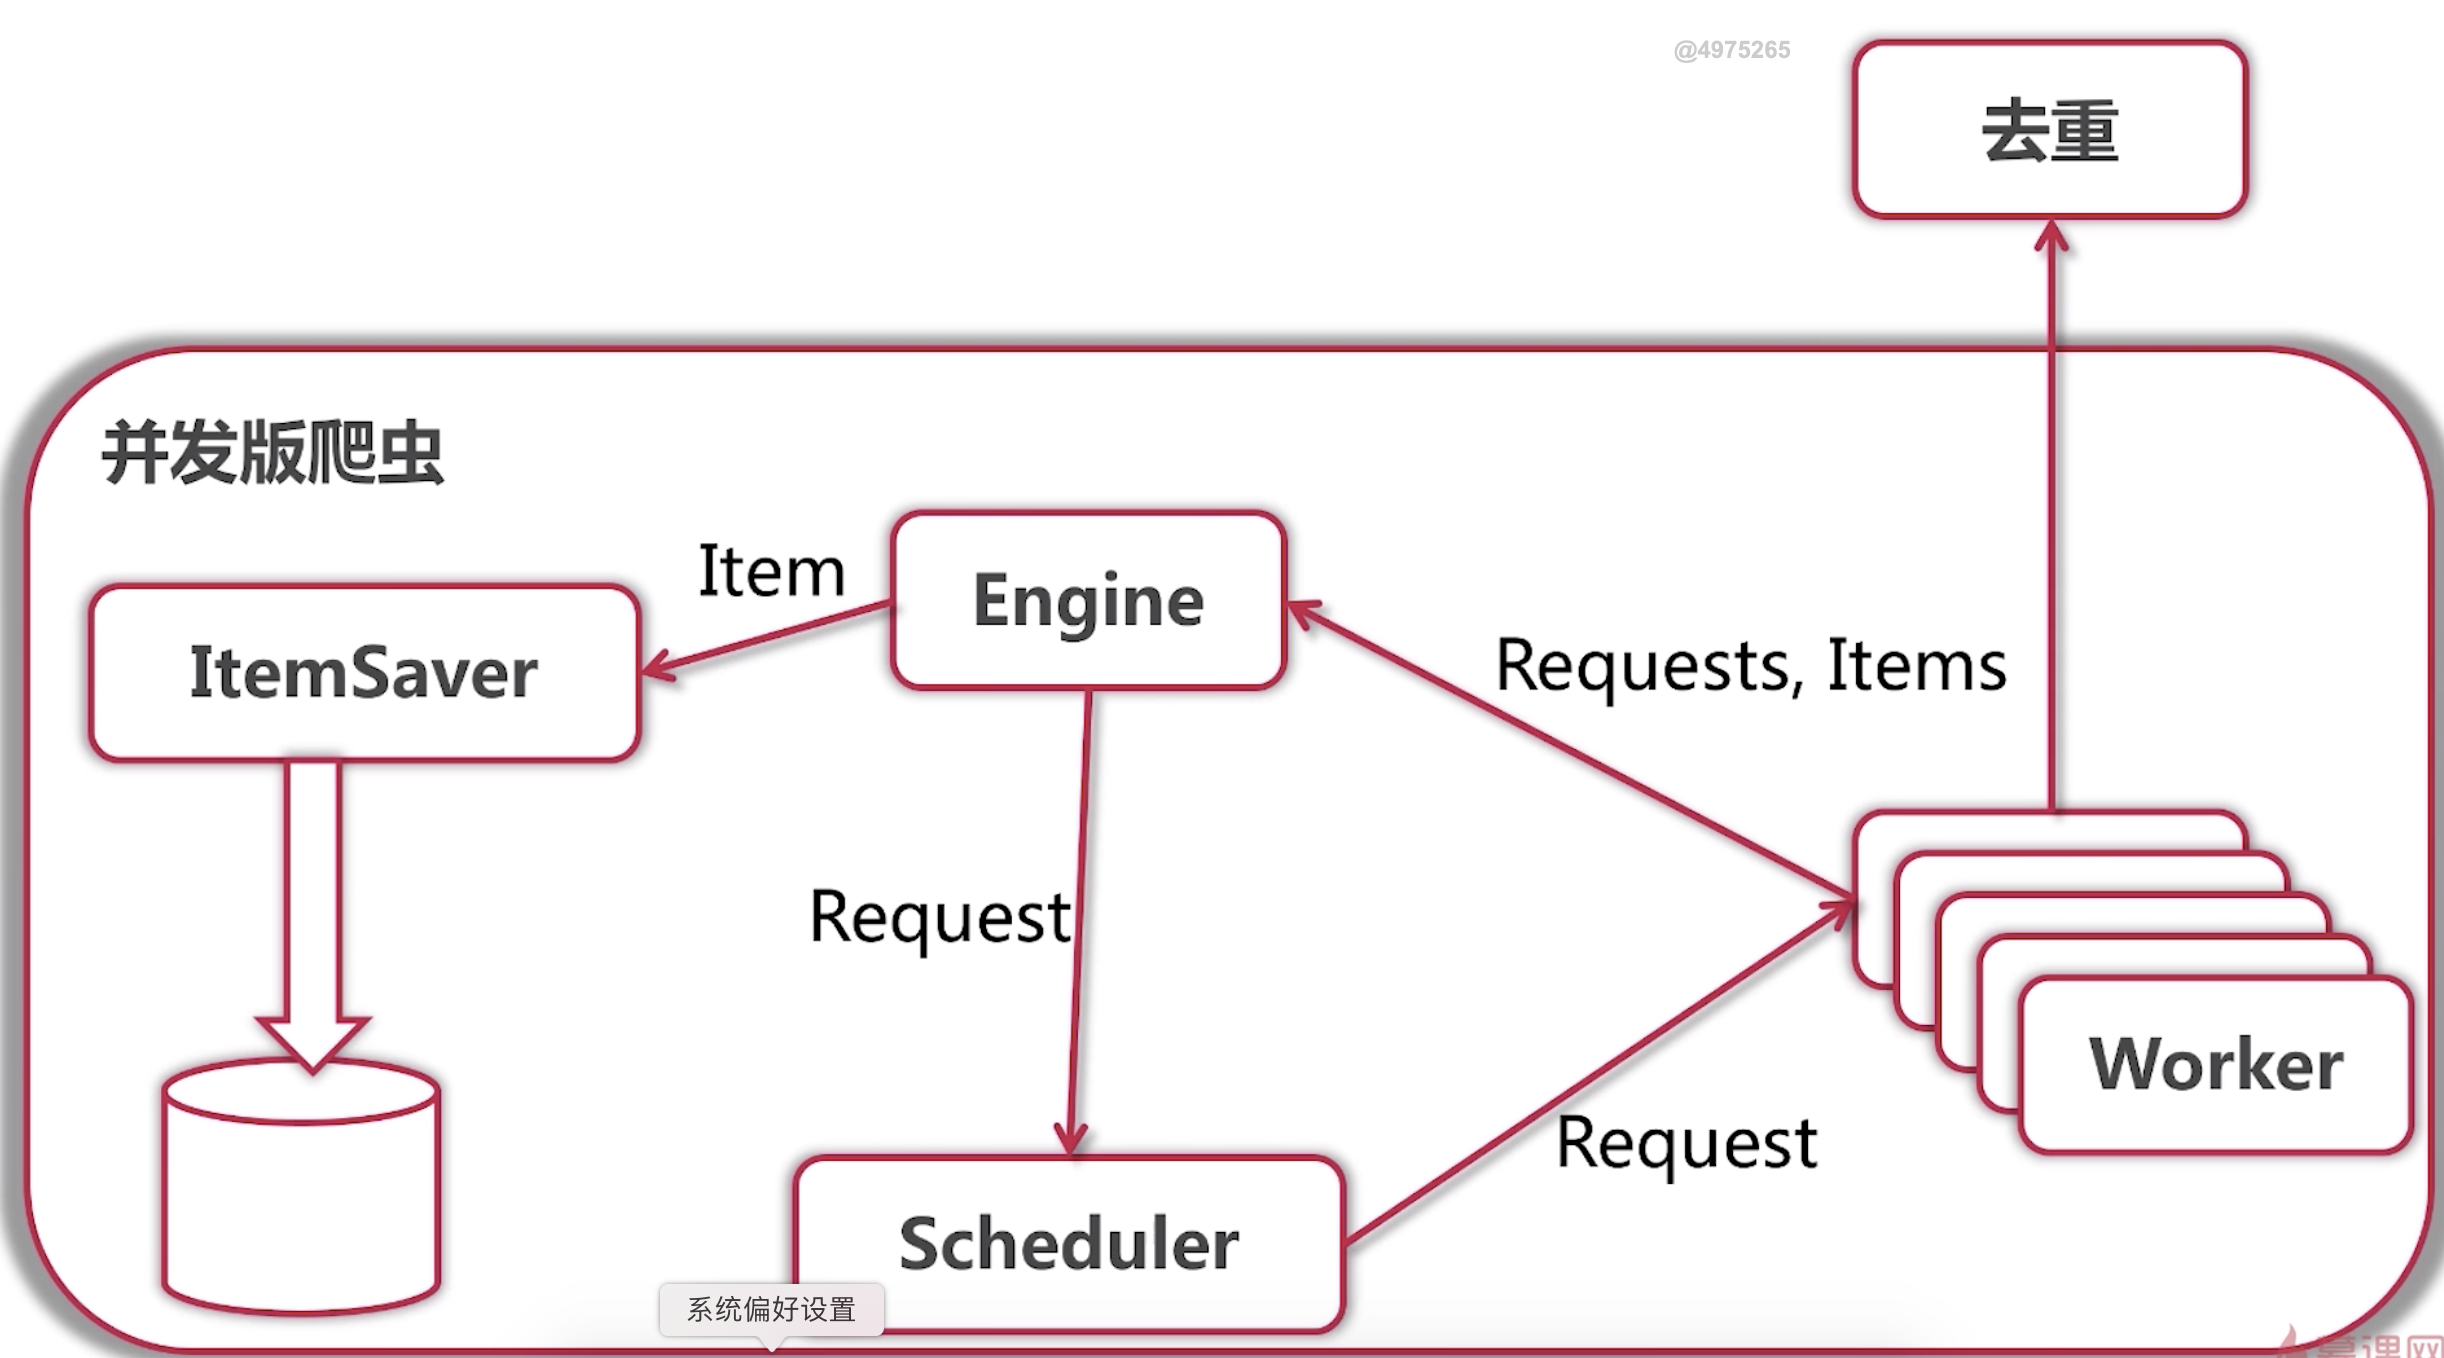 @4975265
去重
并发版爬虫
Item
Engine
ItemSaver
Requests, Items
Request
Worker
Request
Scheduler
系统偏好设置